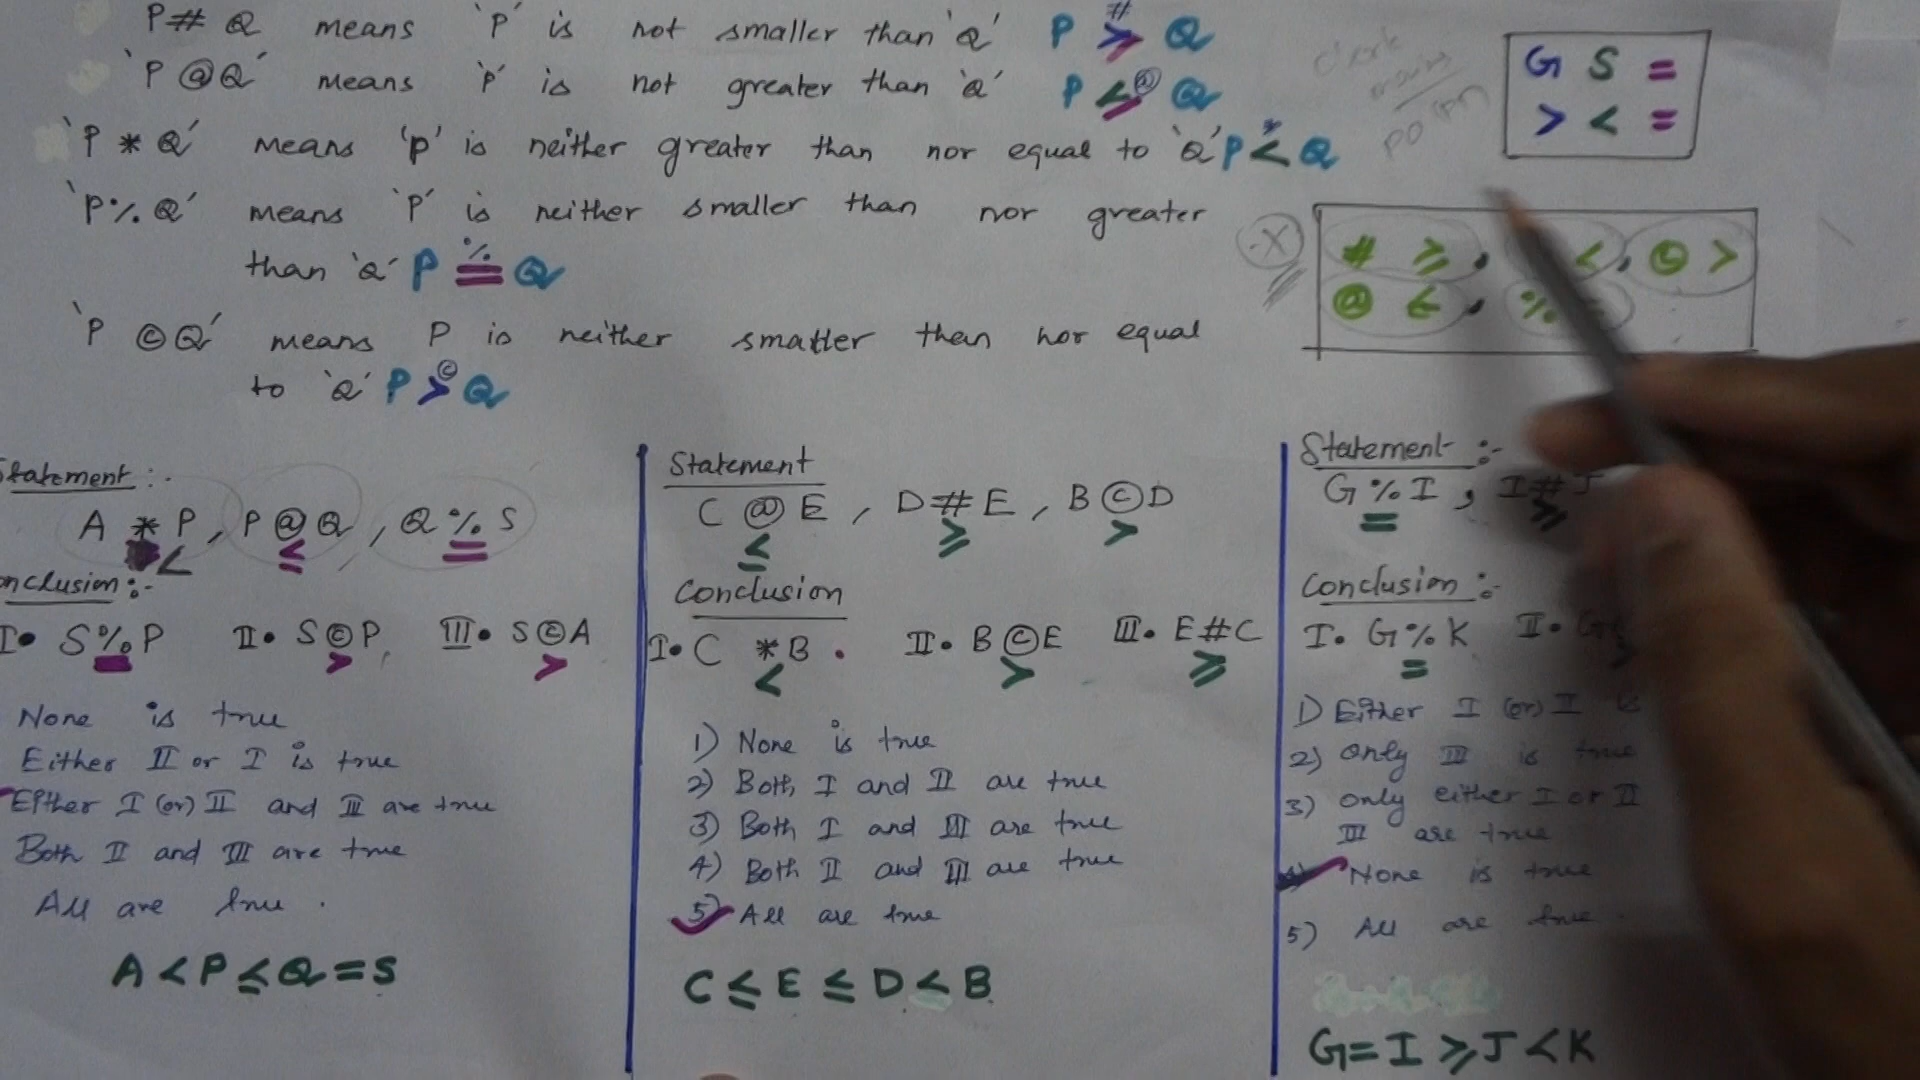 P # Q means 'P' is not smaller than 'Q' P ≥ Q
#
'P @ Q' means 'P' is not greater than 'Q' P ≤ Q
@
'P * Q' means 'P' is neither greater than nor equal to 'Q' P < Q
*
'P % Q' means 'P' is neither smaller than nor greater
than 'Q' P = Q
%
'P © Q' means P is neither smaller than nor equal
to 'Q' P > Q
©
G S =
> < =
# ≥, <, © >
@ ≤, %
Statement :-
A * P, P @ Q, Q % S
< ≤ =
Conclusion :-
I. S % P II. S © P, III. S © A
= > >
None is true
Either II or I is true
Either I (or) II and III are true
Both II and III are true
All are true.
A < P ≤ Q = S
Statement
C @ E, D # E, B © D
≤ ≥ >
Conclusion
I. C * B. II. B © E III. E # C
< > ≥
1) None is true
2) Both I and II are true
3) Both I and III are true
4) Both II and III are true
5) All are true
C ≤ E ≤ D < B
Statement :-
G % I, I # J
= ≥
Conclusion :-
I. G % K II. G
=
1) Either I (or) II is
2) Only III is true
3) Only either I or II
III are true
4) None is true
5) All are true
G = I ≥ J < K